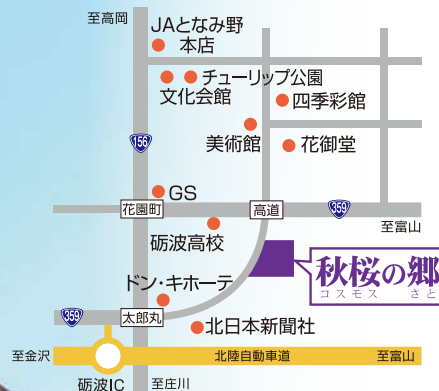 至高岡
JAとなみ野
本店
チューリップ公園
文化会館
四季彩館
美術館
花御堂
156
GS
花園町
高道
359
至富山
砺波高校
秋桜の郷
コスモス さと
ドン・キホーテ
359
太郎丸
北日本新聞社
至金沢
北陸自動車道
至富山
砺波IC
至庄川